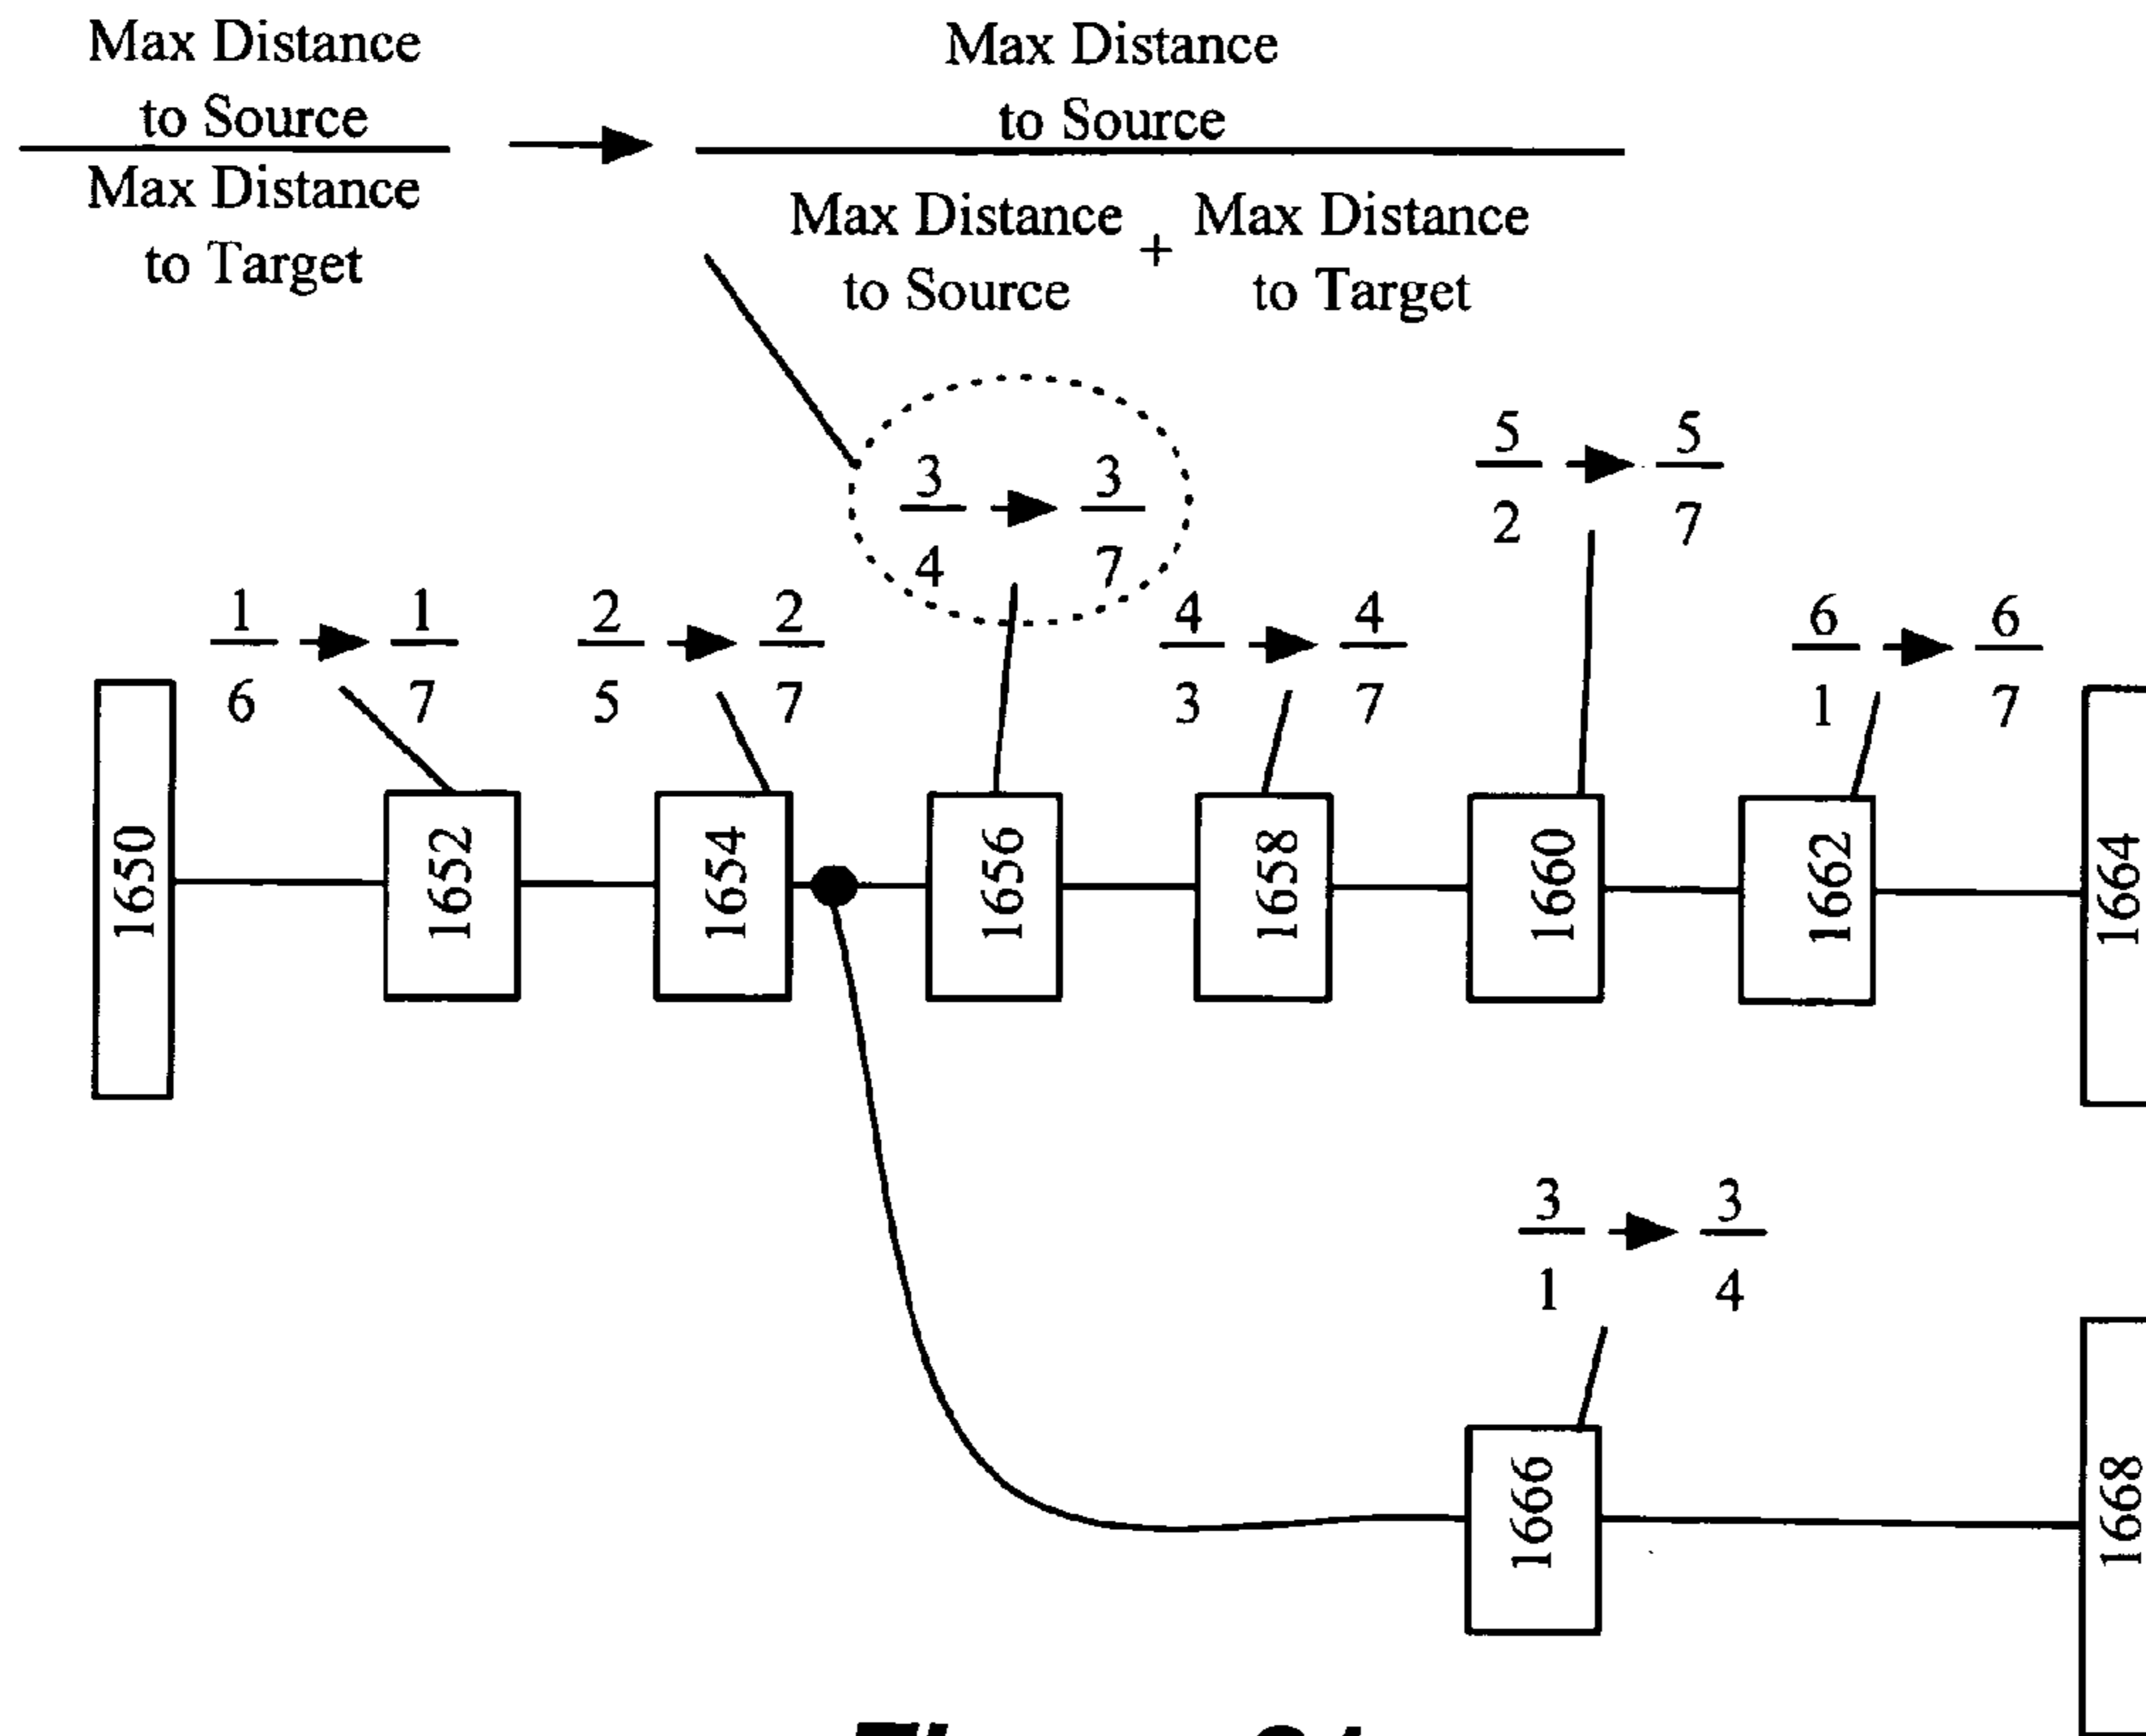 Max Distance
to Source
Max Distance
to Target
Max Distance
to Source
Max Distance
to Source
+
Max Distance
to Target
3 3
4 7
5 5
2 7
1 1
6 7
2 2
5 7
4 4
3 7
6 6
1 7
1650
1652
1654
1656
1658
1660
1662
1664
3 3
1 4
1666
1668